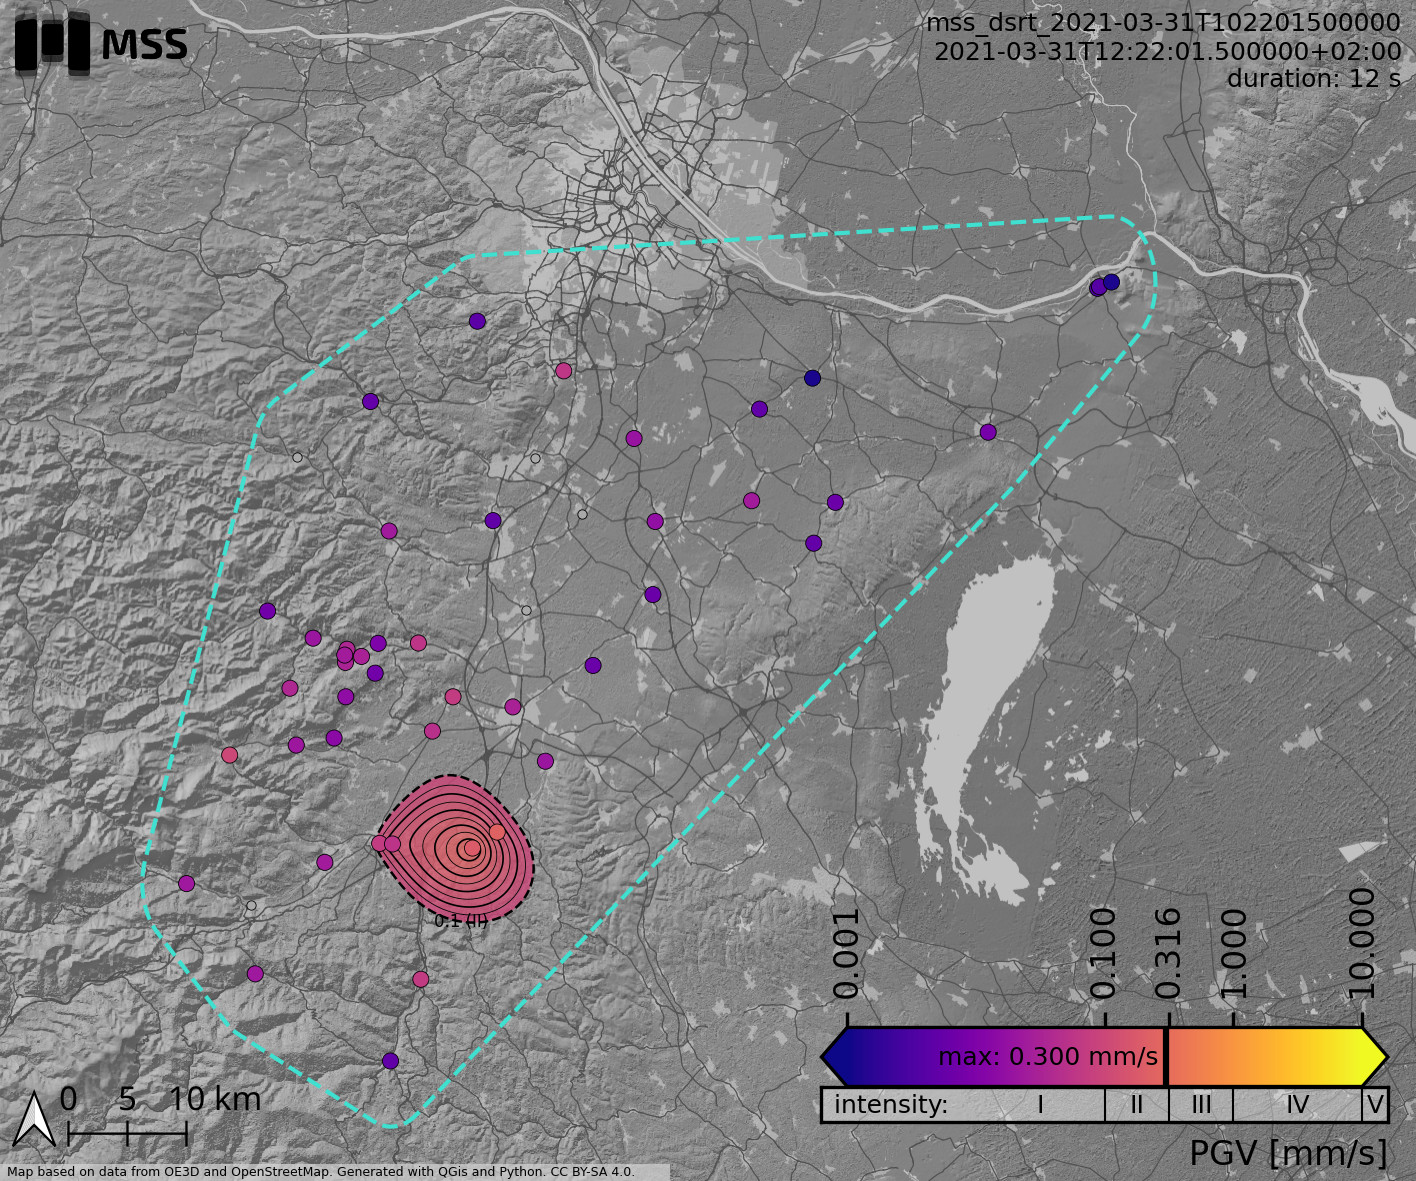 MSS
mss_dsrt_2021-03-31T102201500000
2021-03-31T12:22:01.500000+02:00
duration: 12 s
0.1 (II)
0.001
0.100
0.316
1.000
10.000
max: 0.300 mm/s
intensity: I II III IV V
PGV [mm/s]
0 5 10 km
Map based on data from OE3D and OpenStreetMap. Generated with QGis and Python. CC BY-SA 4.0.